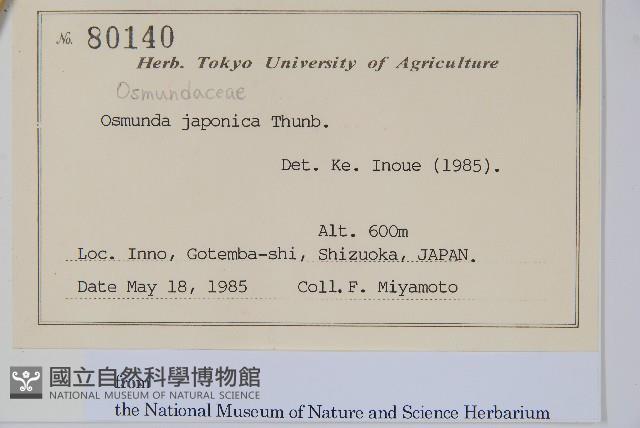 No. 80140
Herb. Tokyo University of Agriculture
Osmundaceae
Osmunda japonica Thunb.
Det. Ke. Inoue (1985).
Alt. 600m
Loc. Inno, Gotemba-shi, Shizuoka, JAPAN.
Date May 18, 1985 Coll. F. Miyamoto
國立自然科學博物館
NATIONAL MUSEUM OF NATURAL SCIENCE
from
the National Museum of Nature and Science Herbarium